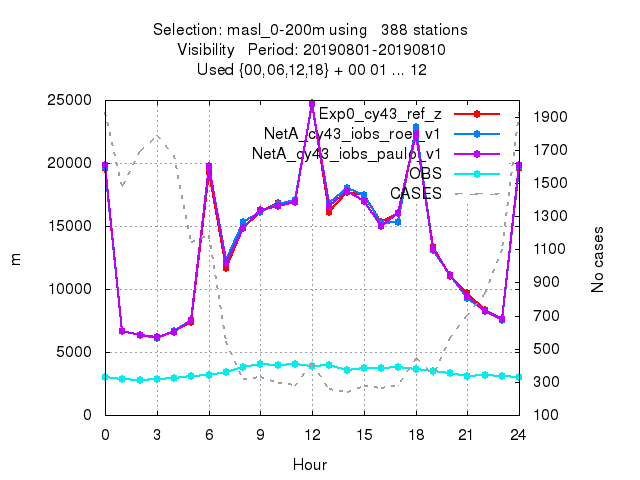 Selection: masl_0-200m using   388 stations
Visibility   Period: 20190801-20190810
Used {00,06,12,18} + 00 01 ... 12
25000
20000
15000
10000
5000
0
m
Exp0_cy43_ref_z
NetA_cy43_iobs_roel_v1
NetA_cy43_iobs_paulo_v1
OBS
CASES
1900
1700
1500
1300
1100
900
700
500
300
100
No cases
0 3 6 9 12 15 18 21 24
Hour